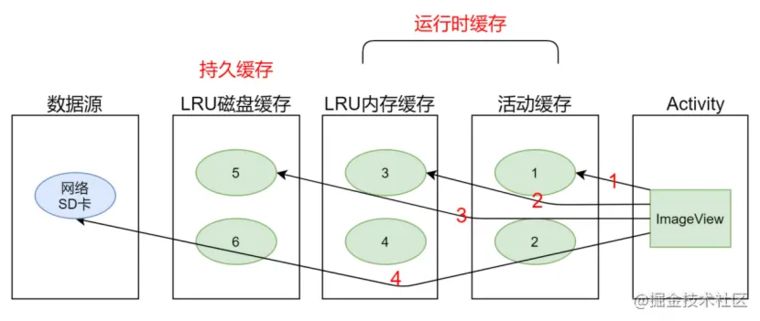 运行时缓存
持久缓存
数据源
LRU磁盘缓存
LRU内存缓存
活动缓存
Activity
5
3
1
1
网络
SD卡
2
3
ImageView
6
4
2
4
@掘金技术社区